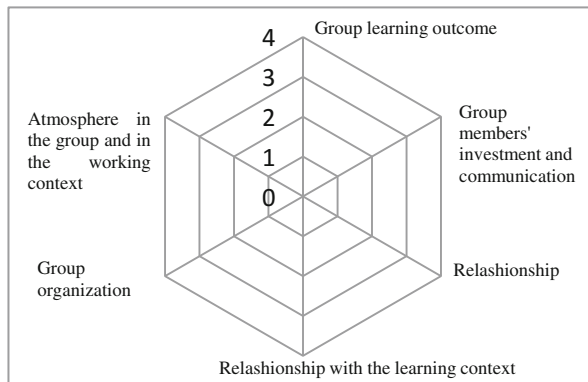 Group learning outcome
4
3
2
1
0
Group
members'
investment and
communication
Relashionship
Relashionship with the learning context
Group
organization
Atmosphere in
the group and in
the working
context